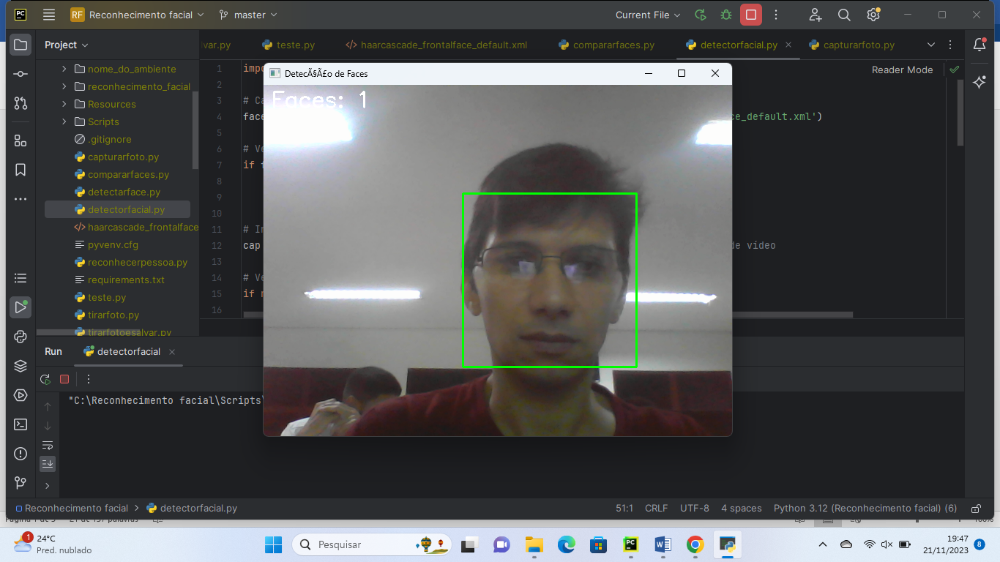 PC
RF Reconhecimento facial
master
Current File
Project
var.py
teste.py
haarcascade_frontalface_default.xml
compararfaces.py
detectorfacial.py
capturarfoto.py
nome_do_ambiente
reconhecimento_facial
Resources
Scripts
.gitignore
capturarfoto.py
compararfaces.py
detectarface.py
detectorfacial.py
haarcascade_frontalface
pyvenv.cfg
reconhecerpessoa.py
requirements.txt
teste.py
tirarfoto.py
tirarfotoesalvar.py
Reader Mode
1 impo
2
3 # Ca
4 face ce_default.xml')
5
6 # Ve
7 if f
8
9
10
11 # In
12 cap de video
13
14 # Ve
15 if n
16
DetecÃ§Ã£o de Faces
Faces: 1
Run
detectorfacial
"C:\Reconhecimento facial\Scripts\
Reconhecimento facial > detectorfacial.py
51:1 CRLF UTF-8 4 spaces Python 3.12 (Reconhecimento facial) (6)
1
24°C
Pred. nublado
Pesquisar
PC
W
19:47
21/11/2023
8